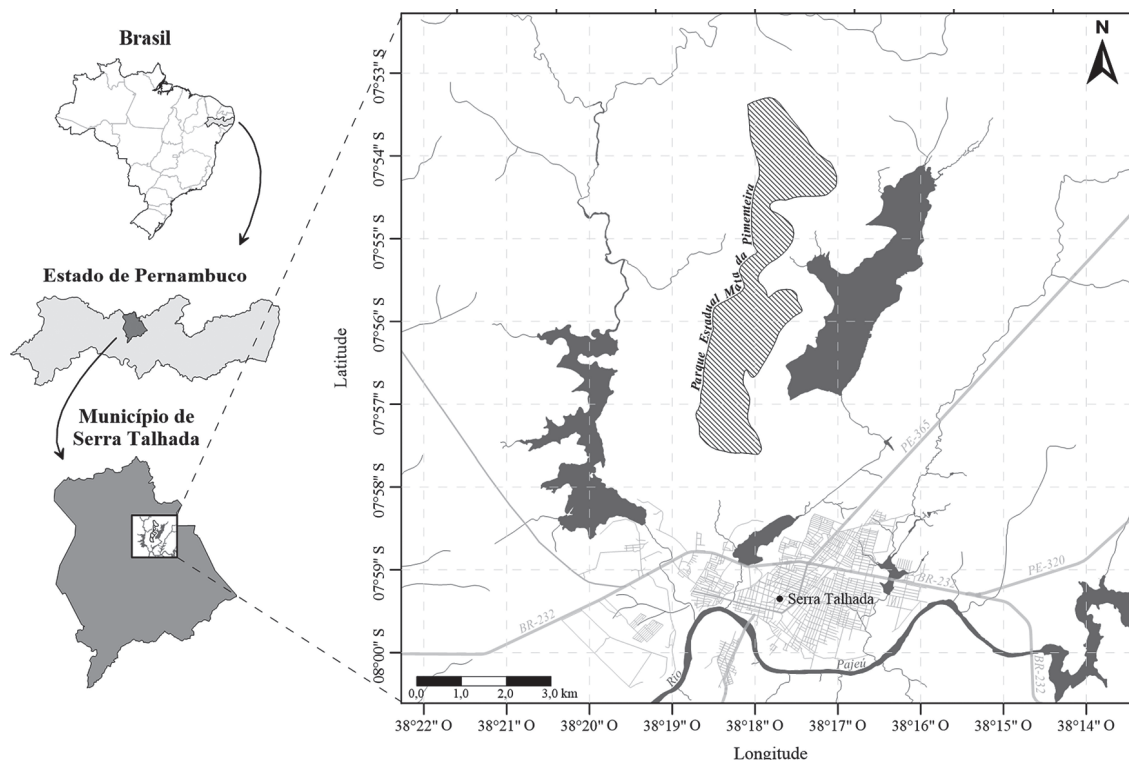 Brasil
Estado de Pernambuco
Município de
Serra Talhada
Latitude
07°53'' S
07°54'' S
07°55'' S
07°56'' S
07°57'' S
07°58'' S
07°59'' S
08°00'' S
N
Parque Estadual Mata da Pimenteira
PE-365
PE-320
BR-232
BR-232
BR-232
Serra Talhada
Rio
Pajeú
0,0 1,0 2,0 3,0 km
38°22'' O 38°21'' O 38°20'' O 38°19'' O 38°18'' O 38°17'' O 38°16'' O 38°15'' O 38°14'' O
Longitude